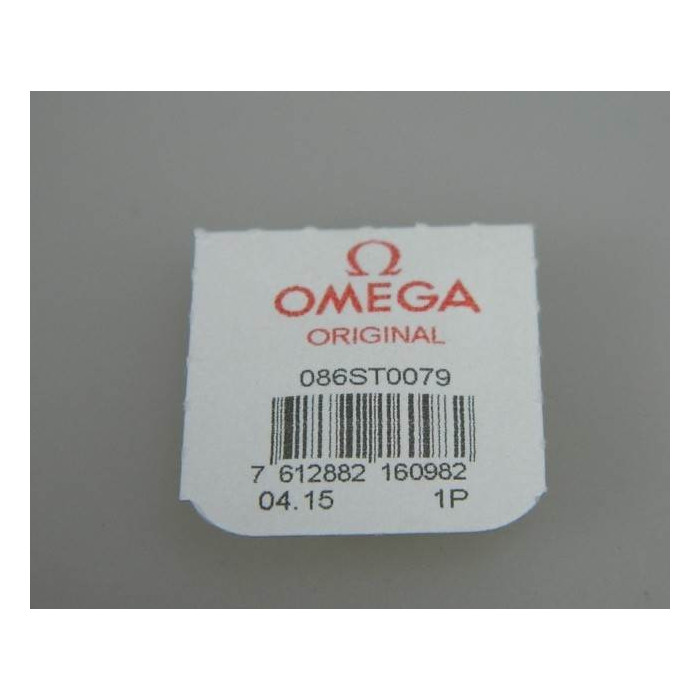 Ω
OMEGA
ORIGINAL
086ST0079
7 612882 160982
04.15 1P